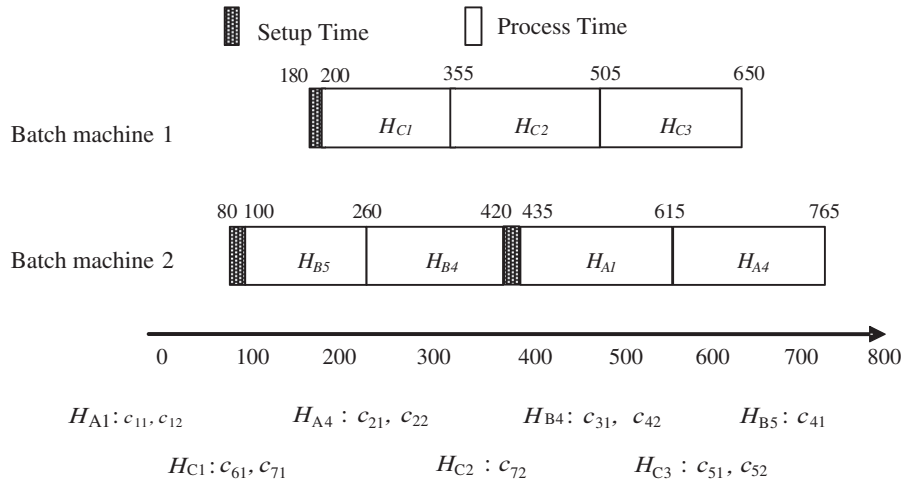 Setup Time Process Time
180 200 355 505 650
Batch machine 1 H_C1 H_C2 H_C3
80 100 260 420 435 615 765
Batch machine 2 H_B5 H_B4 H_A1 H_A4
0 100 200 300 400 500 600 700 800
H_A1: c_11, c_12 H_A4 : c_21, c_22 H_B4: c_31, c_42 H_B5: c_41
H_C1: c_61, c_71 H_C2 : c_72 H_C3 : c_51, c_52